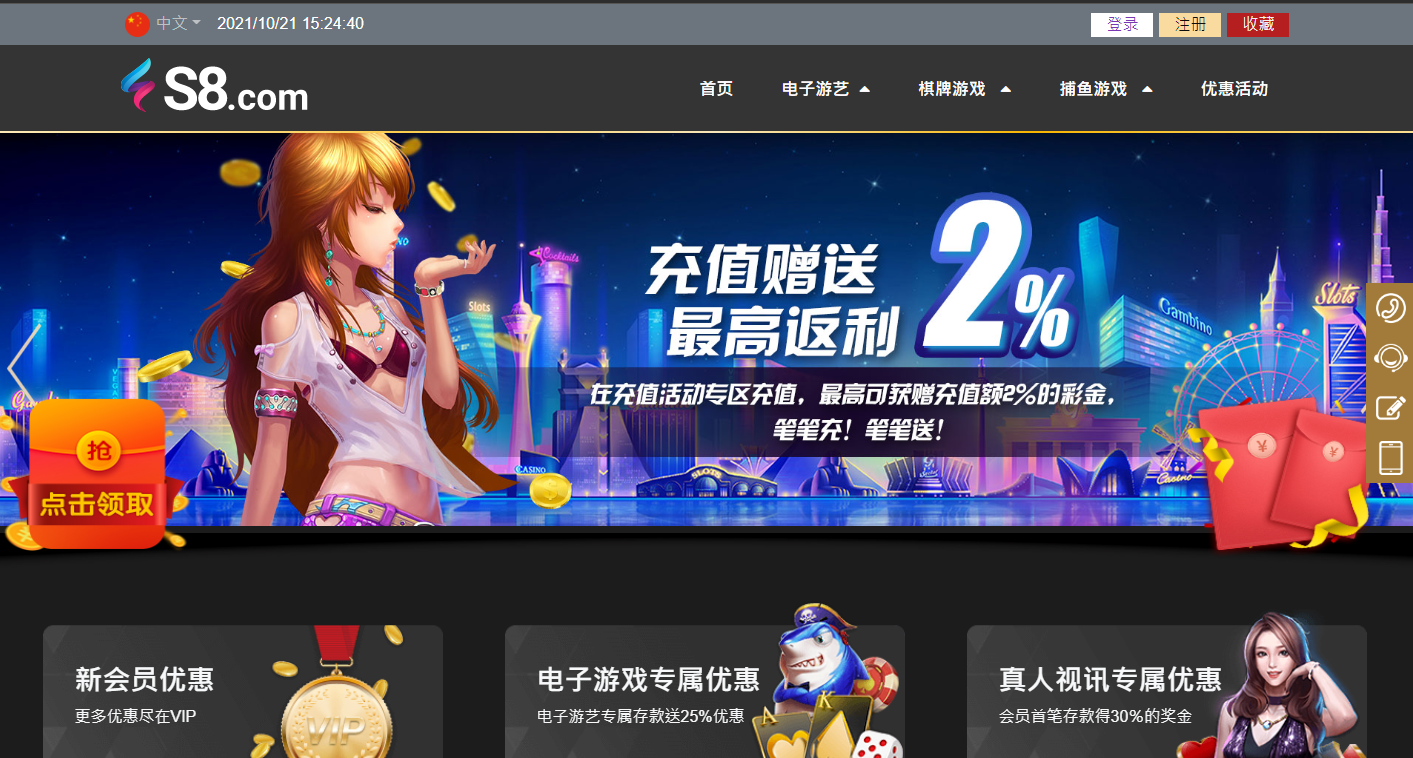 中文
2021/10/21 15:24:40
登录
注册
收藏
S8.com
首页
电子游艺
棋牌游戏
捕鱼游戏
优惠活动
充值赠送
最高返利
2%
在充值活动专区充值，最高可获赠充值额2%的彩金，
笔笔充！笔笔送！
Cocktails
Slots
Gambino
Slots
VEGAS
CASINO
SLOTS
Casino
抢
点击领取
¥
¥
新会员优惠
更多优惠尽在VIP
VIP
电子游戏专属优惠
电子游艺专属存款送25%优惠
A
K
真人视讯专属优惠
会员首笔存款得30%的奖金